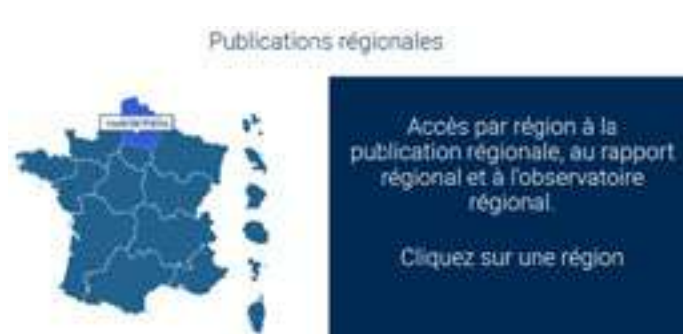 Publications régionales
Accès par région à la
publication régionale, au rapport
régional et à l'observatoire
régional.
Cliquez sur une région